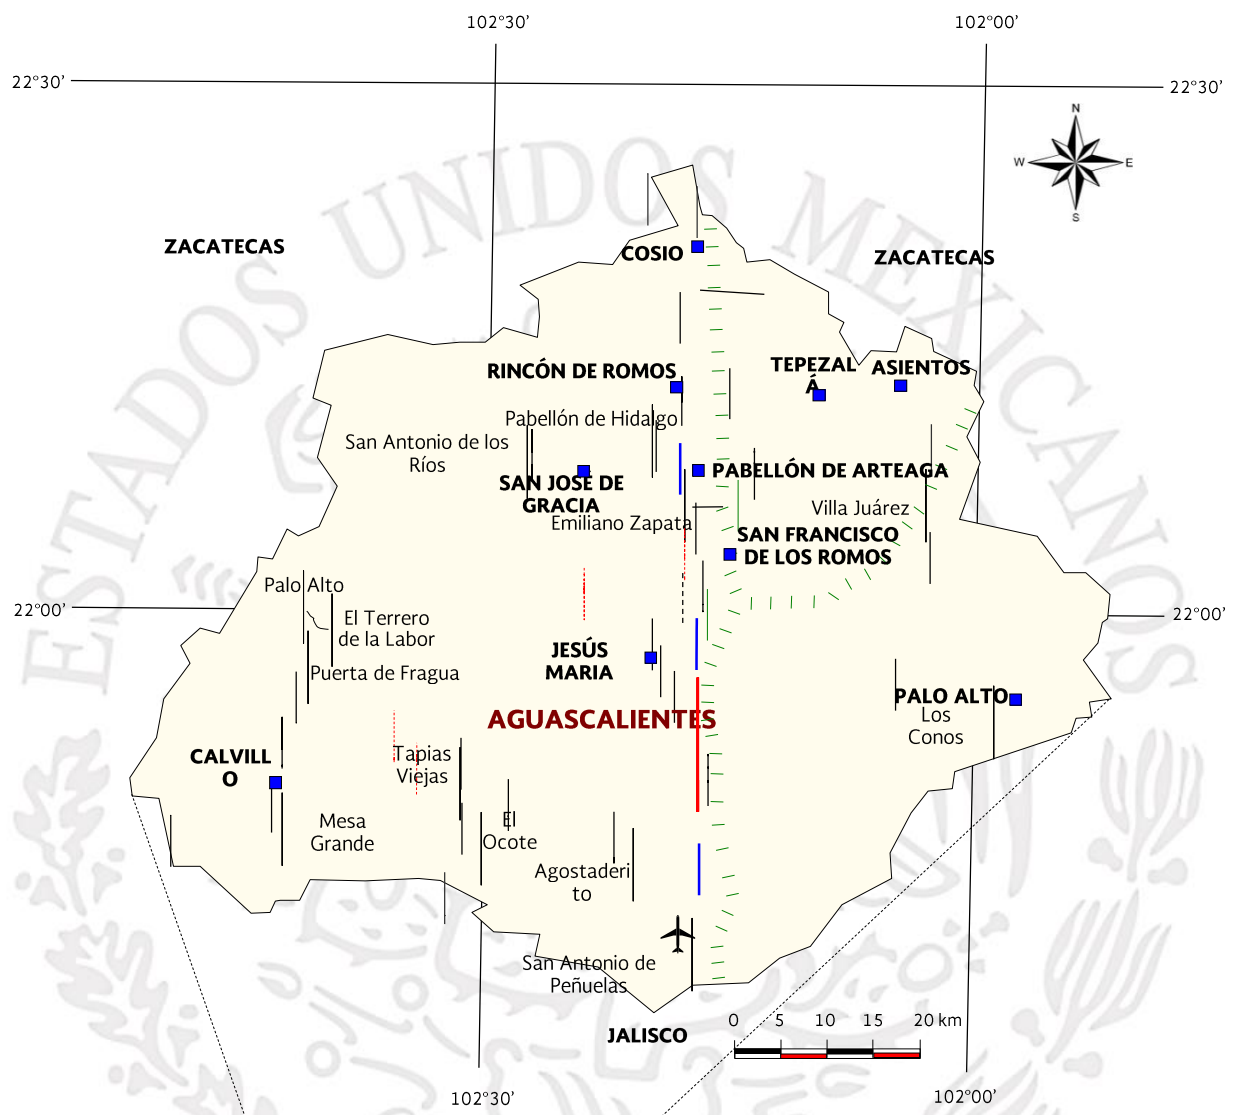 102°30’
102°00’
22°30’
22°30’
N
W
E
S
ESTADOS UNIDOS MEXICANOS
ZACATECAS
COSIO
ZACATECAS
RINCÓN DE ROMOS
TEPEZAL
Á
ASIENTOS
Pabellón de Hidalgo
San Antonio de los
Ríos
SAN JOSE DE
GRACIA
PABELLÓN DE ARTEAGA
Villa Juárez
Emiliano Zapata
SAN FRANCISCO
DE LOS ROMOS
Palo Alto
22°00’
22°00’
El Terrero
de la Labor
JESÚS
MARIA
Puerta de Fragua
PALO ALTO
Los
Conos
AGUASCALIENTES
CALVILL
O
Tapias
Viejas
Mesa
Grande
El
Ocote
Agostaderi
to
San Antonio de
Peñuelas
JALISCO
0 5 10 15 20 km
102°30’
102°00’